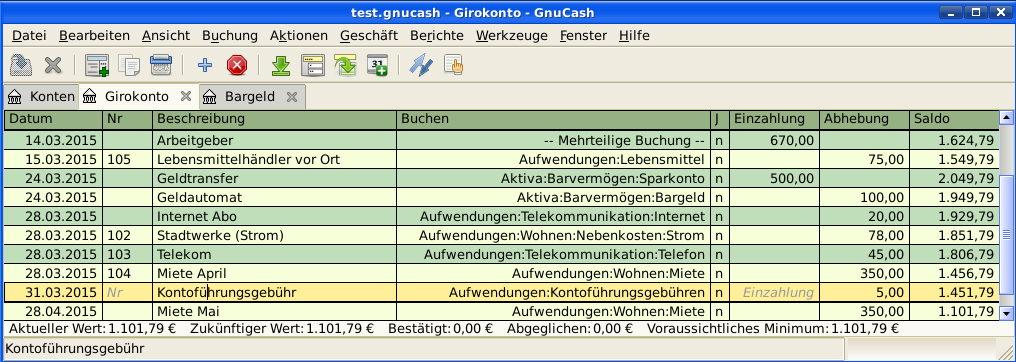 test.gnucash - Girokonto - GnuCash
Datei Bearbeiten Ansicht Buchung Aktionen Geschäft Berichte Werkzeuge Fenster Hilfe
31
Konten Girokonto Bargeld
Datum Nr Beschreibung Buchen J Einzahlung Abhebung Saldo
14.03.2015 Arbeitgeber -- Mehrteilige Buchung -- n 670,00 1.624,79
15.03.2015 105 Lebensmittelhändler vor Ort Aufwendungen:Lebensmittel n 75,00 1.549,79
24.03.2015 Geldtransfer Aktiva:Barvermögen:Sparkonto n 500,00 2.049,79
24.03.2015 Geldautomat Aktiva:Barvermögen:Bargeld n 100,00 1.949,79
28.03.2015 Internet Abo Aufwendungen:Telekommunikation:Internet n 20,00 1.929,79
28.03.2015 102 Stadtwerke (Strom) Aufwendungen:Wohnen:Nebenkosten:Strom n 78,00 1.851,79
28.03.2015 103 Telekom Aufwendungen:Telekommunikation:Telefon n 45,00 1.806,79
28.03.2015 104 Miete April Aufwendungen:Wohnen:Miete n 350,00 1.456,79
31.03.2015 Nr Kontoführungsgebühr Aufwendungen:Kontoführungsgebühren n Einzahlung 5,00 1.451,79
28.04.2015 Miete Mai Aufwendungen:Wohnen:Miete n 350,00 1.101,79
Aktueller Wert: 1.101,79 € Zukünftiger Wert: 1.101,79 € Bestätigt: 0,00 € Abgeglichen: 0,00 € Voraussichtliches Minimum: 1.101,79 €
Kontoführungsgebühr